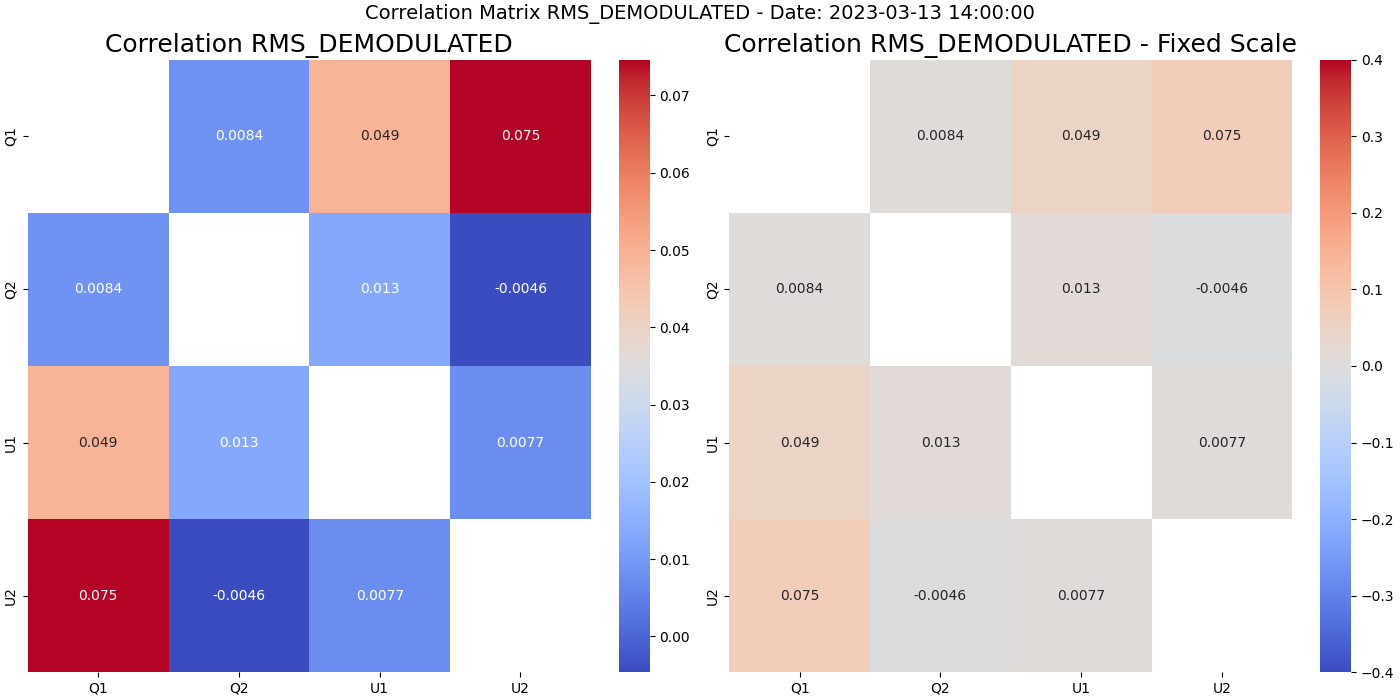 Correlation Matrix RMS_DEMODULATED - Date: 2023-03-13 14:00:00
Correlation RMS_DEMODULATED
Q1
0.0084
0.049
0.075
Q2
0.0084
0.013
-0.0046
U1
0.049
0.013
0.0077
U2
0.075
-0.0046
0.0077
Q1
Q2
U1
U2
0.07
0.06
0.05
0.04
0.03
0.02
0.01
0.00
Correlation RMS_DEMODULATED - Fixed Scale
Q1
0.0084
0.049
0.075
Q2
0.0084
0.013
-0.0046
U1
0.049
0.013
0.0077
U2
0.075
-0.0046
0.0077
Q1
Q2
U1
U2
0.4
0.3
0.2
0.1
0.0
−0.1
−0.2
−0.3
−0.4